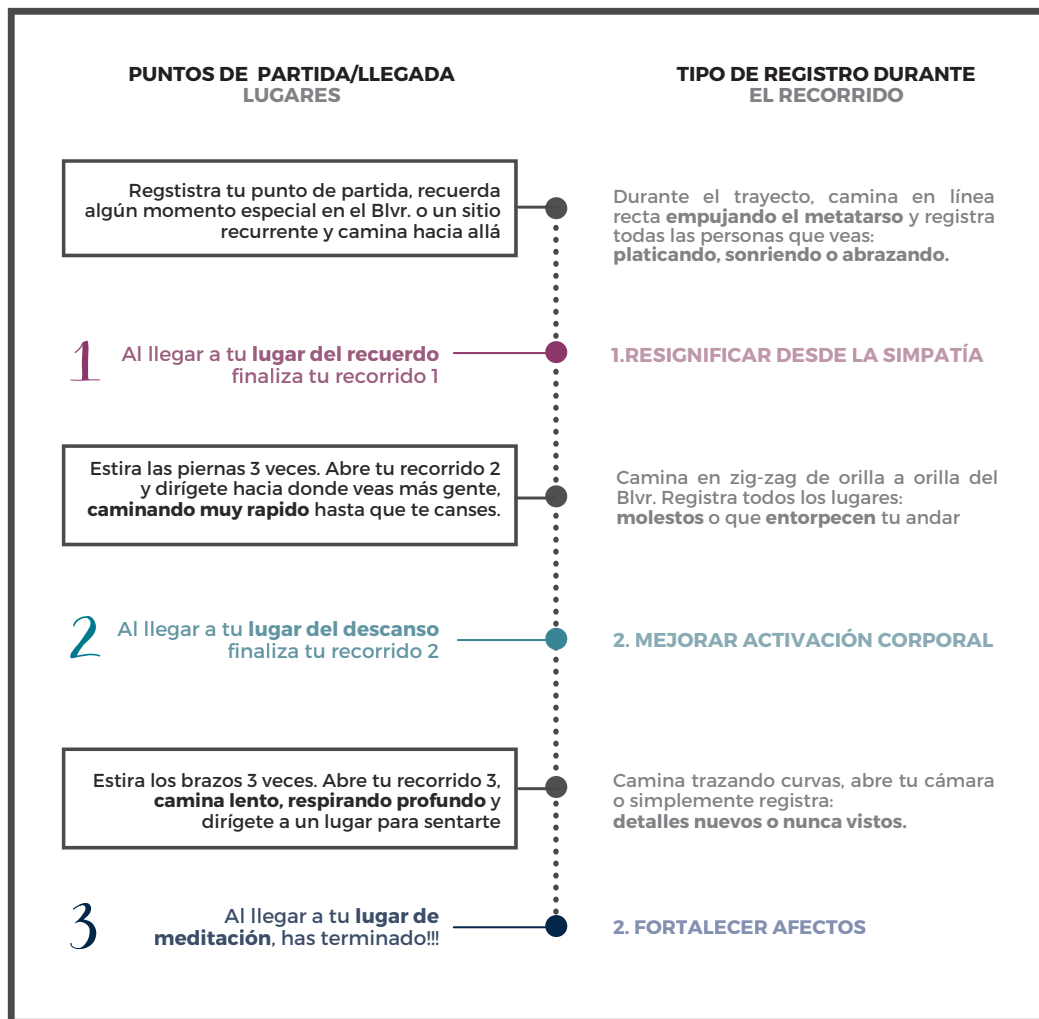 PUNTOS DE PARTIDA/LLEGADA
LUGARES
TIPO DE REGISTRO DURANTE
EL RECORRIDO
Regstistra tu punto de partida, recuerda
algún momento especial en el Blvr. o un sitio
recurrente y camina hacia allá
Durante el trayecto, camina en línea
recta empujando el metatarso y registra
todas las personas que veas:
platicando, sonriendo o abrazando.
1
Al llegar a tu lugar del recuerdo
finaliza tu recorrido 1
1.RESIGNIFICAR DESDE LA SIMPATÍA
Estira las piernas 3 veces. Abre tu recorrido 2
y dirígete hacia donde veas más gente,
caminando muy rapido hasta que te canses.
Camina en zig-zag de orilla a orilla del
Blvr. Registra todos los lugares:
molestos o que entorpecen tu andar
2
Al llegar a tu lugar del descanso
finaliza tu recorrido 2
2. MEJORAR ACTIVACIÓN CORPORAL
Estira los brazos 3 veces. Abre tu recorrido 3,
camina lento, respirando profundo y
dirígete a un lugar para sentarte
Camina trazando curvas, abre tu cámara
o simplemente registra:
detalles nuevos o nunca vistos.
3
Al llegar a tu lugar de
meditación, has terminado!!!
2. FORTALECER AFECTOS